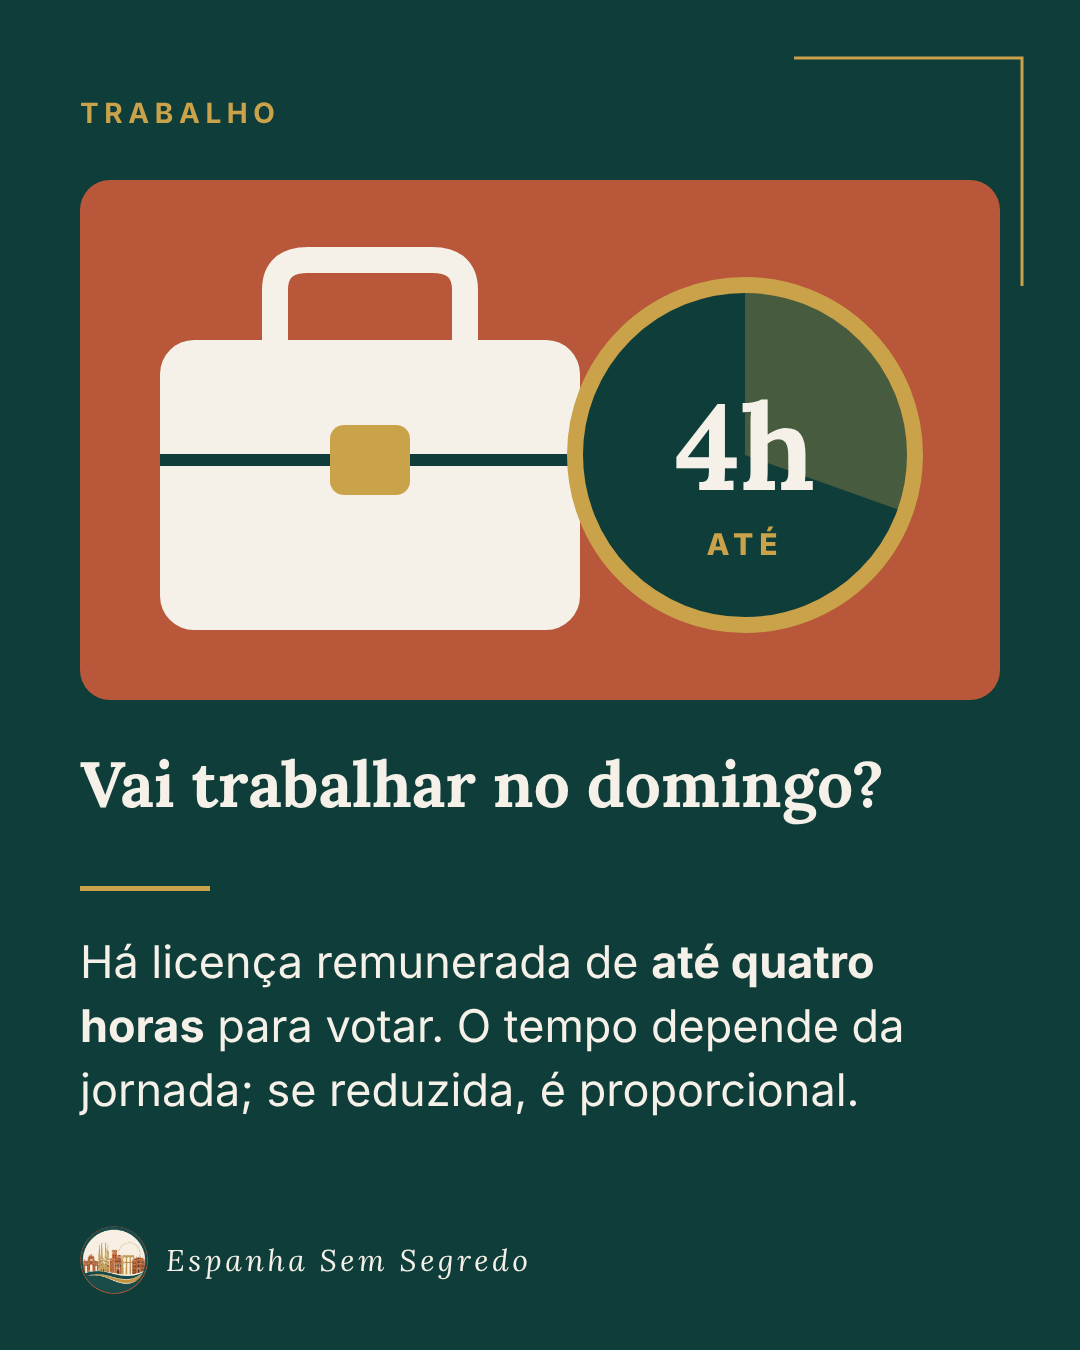 TRABALHO
4h
ATÉ
Vai trabalhar no domingo?
Há licença remunerada de até quatro
horas para votar. O tempo depende da
jornada; se reduzida, é proporcional.
Espanha Sem Segredo